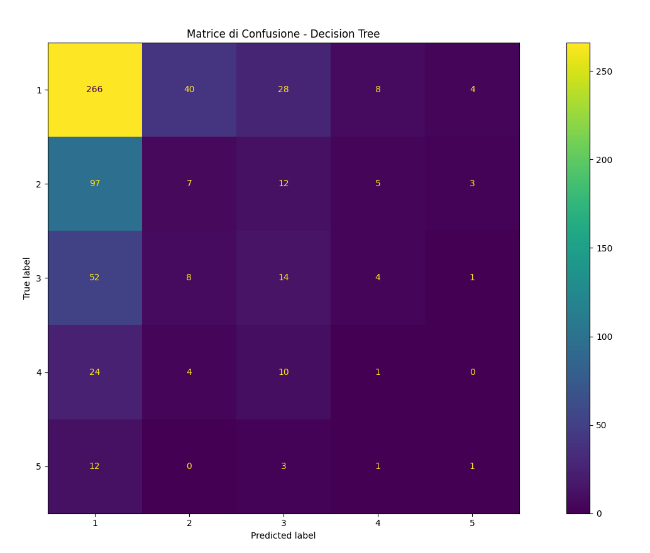 Matrice di Confusione - Decision Tree
1 266 40 28 8 4
2 97 7 12 5 3
3 52 8 14 4 1
4 24 4 10 1 0
5 12 0 3 1 1
1 2 3 4 5
Predicted label
True label
250
200
150
100
50
0